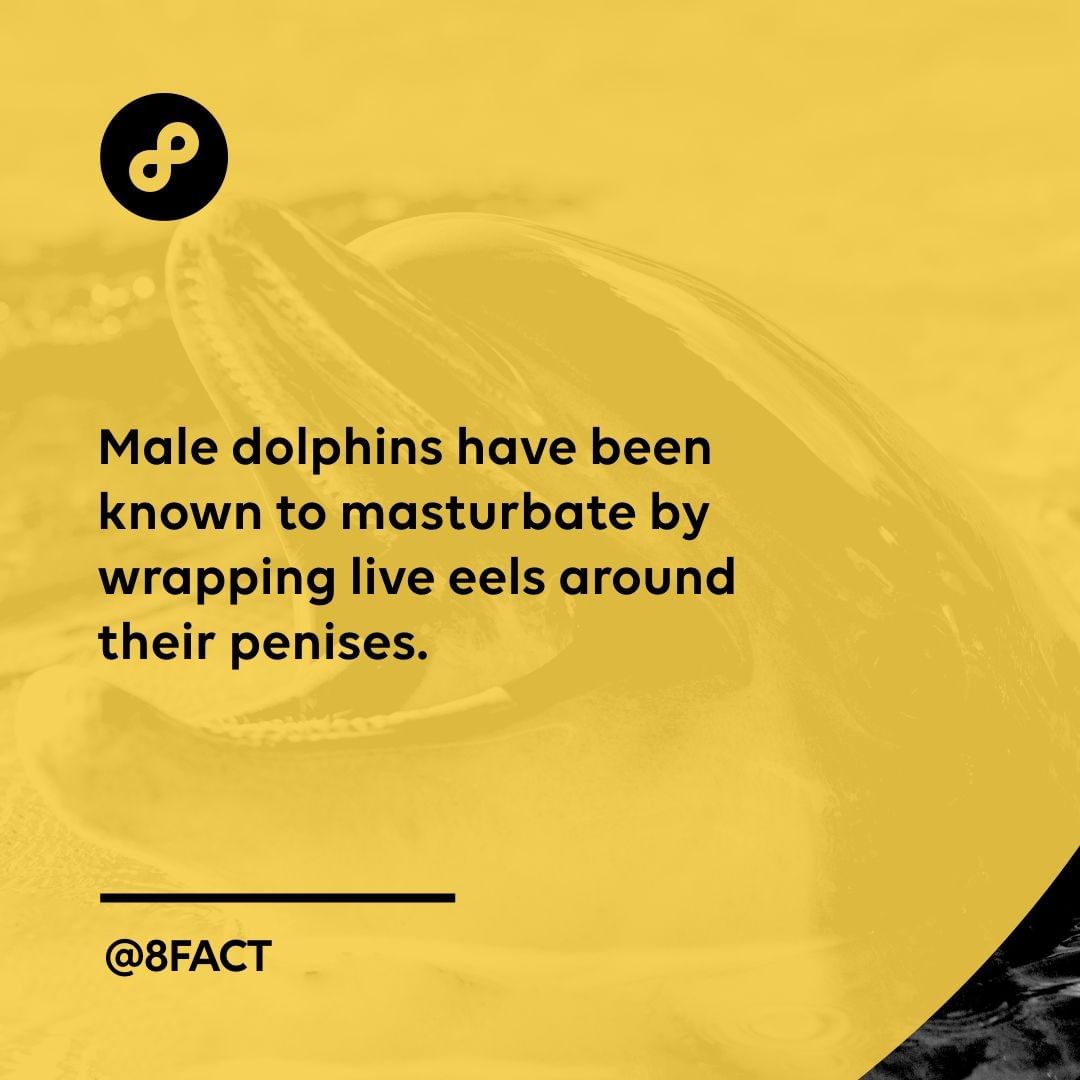 Male dolphins have been
known to masturbate by
wrapping live eels around
their penises.
@8FACT